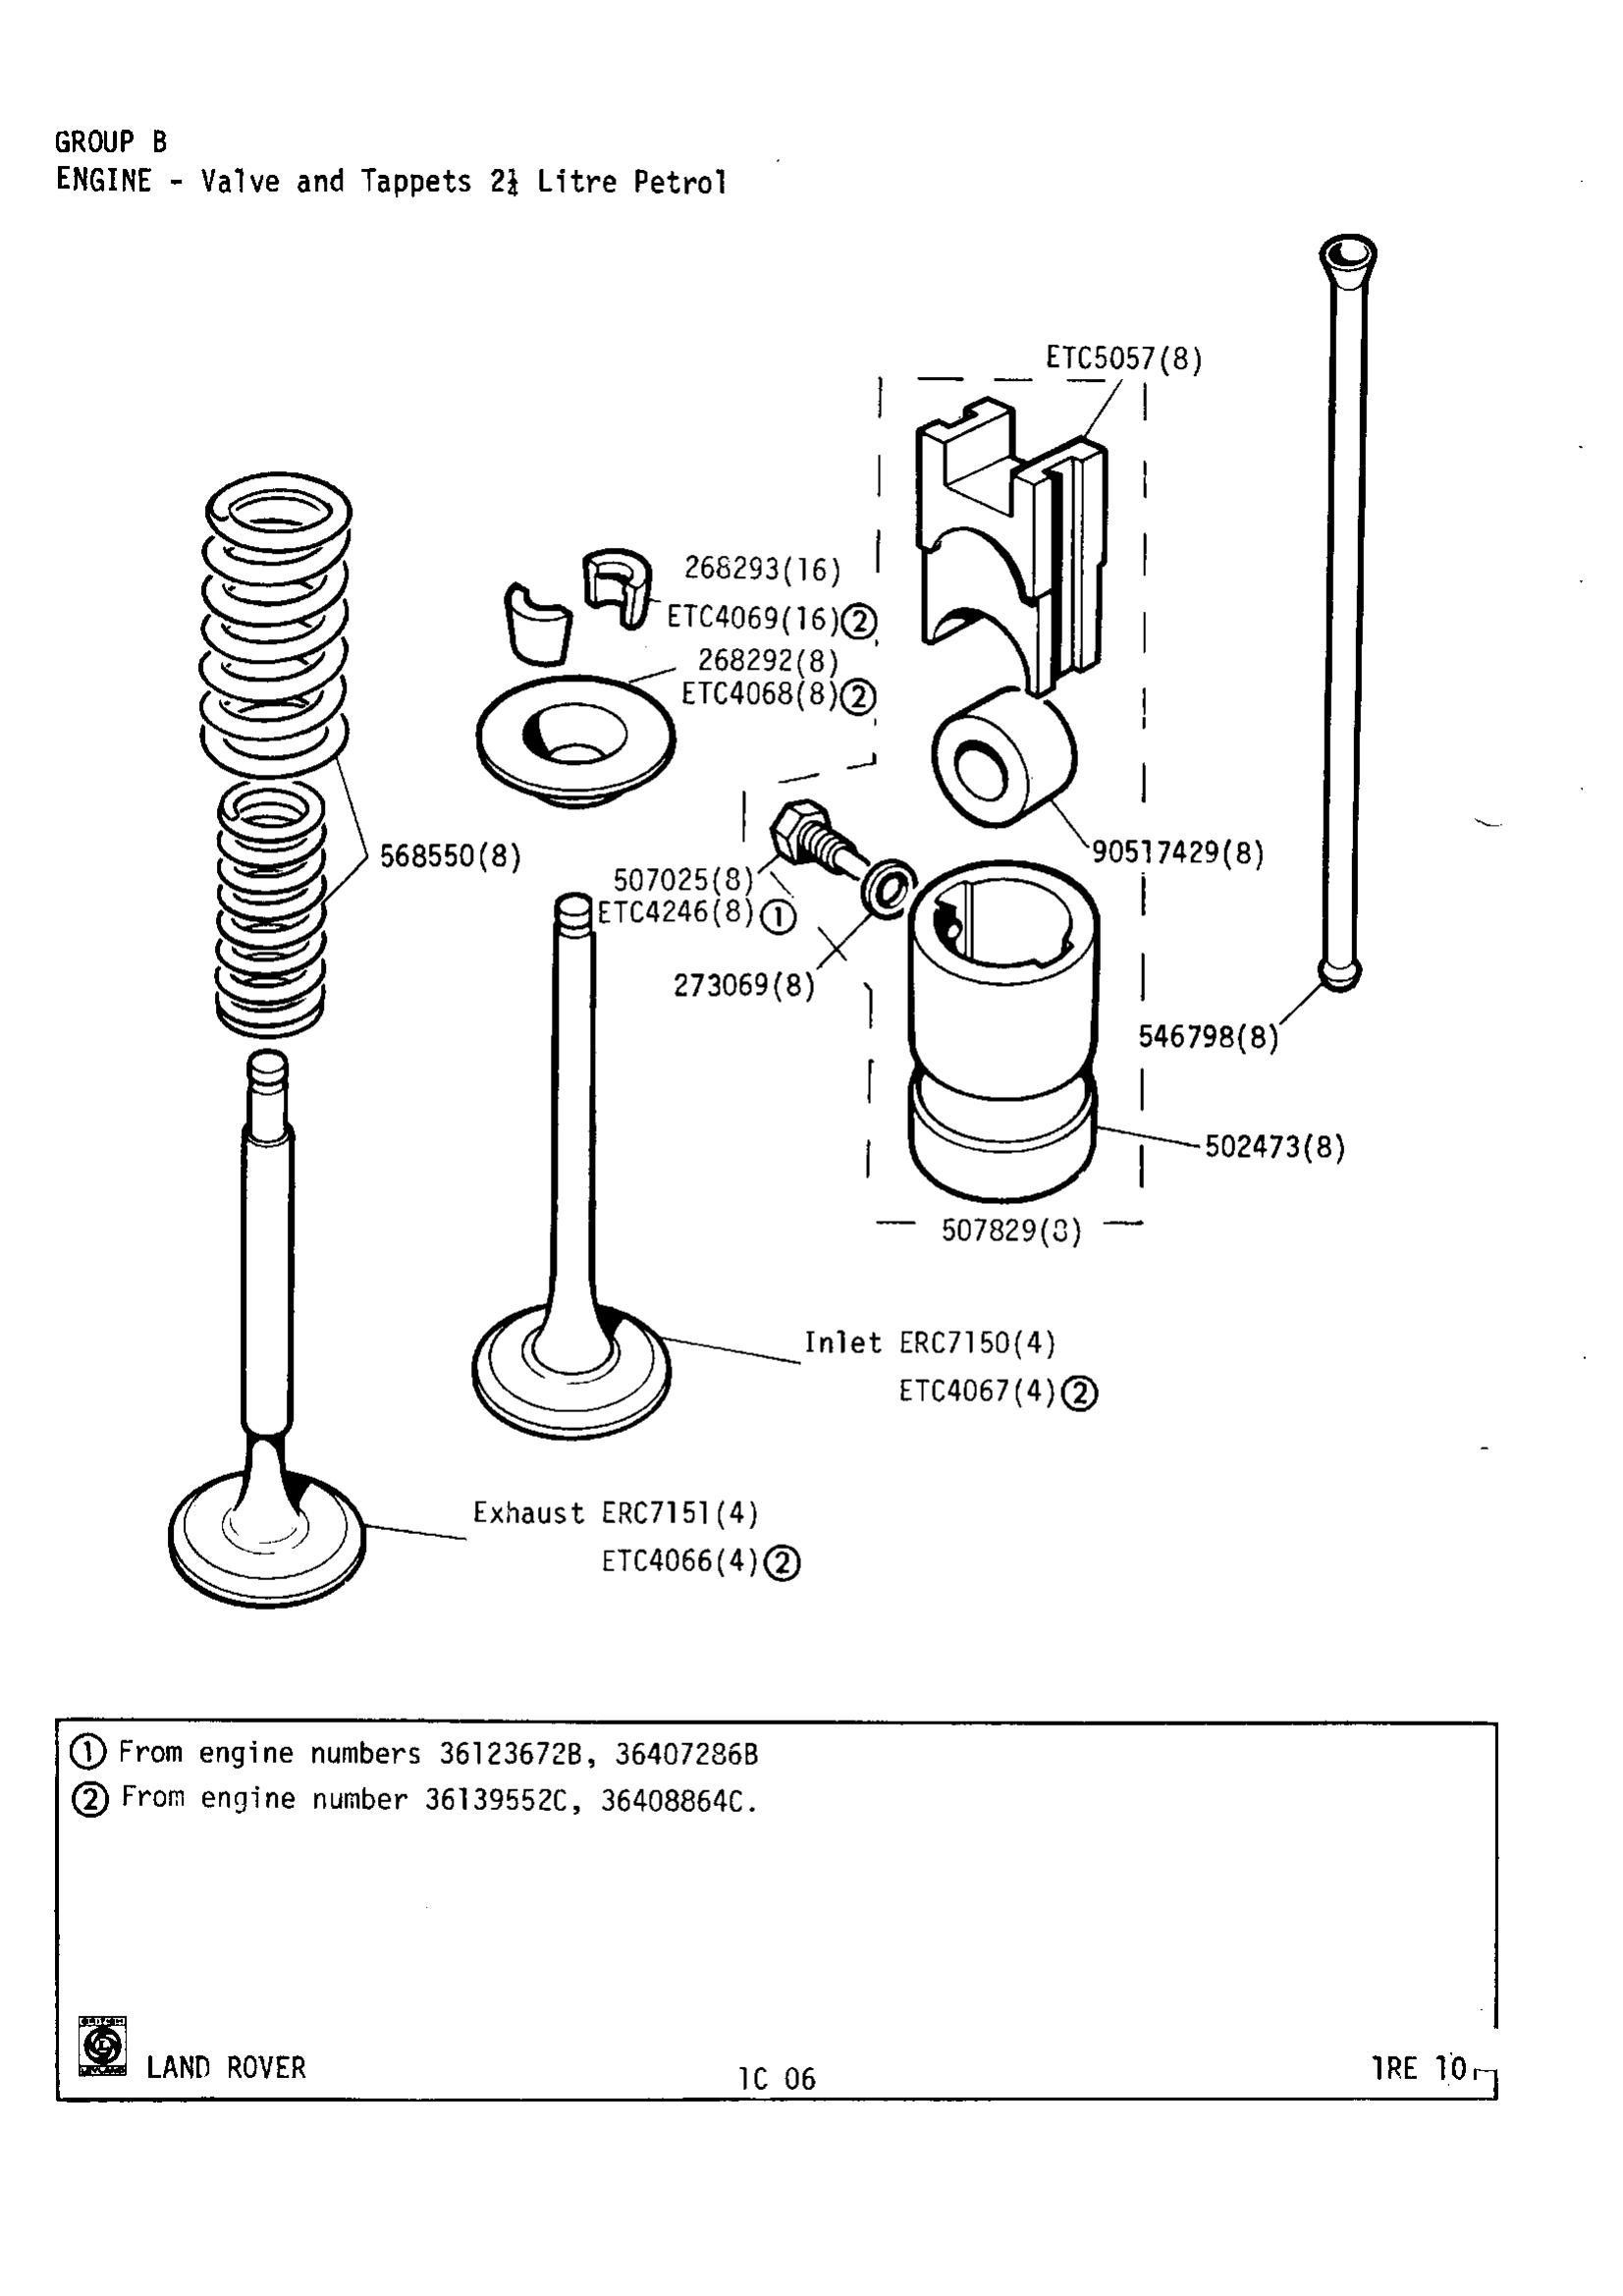 GROUP B
ENGINE - Valve and Tappets 2¼ Litre Petrol
ETC5057(8)
268293(16)
ETC4069(16)②
268292(8)
ETC4068(8)②
568550(8)
90517429(8)
507025(8)
ETC4246(8)①
273069(8)
546798(8)
502473(8)
507829(8)
Inlet ERC7150(4)
ETC4067(4)②
Exhaust ERC7151(4)
ETC4066(4)②
① From engine numbers 36123672B, 36407286B
② From engine number 36139552C, 36408864C.
BRITISH
L
LEYLAND
LAND ROVER
1C 06
1RE 10